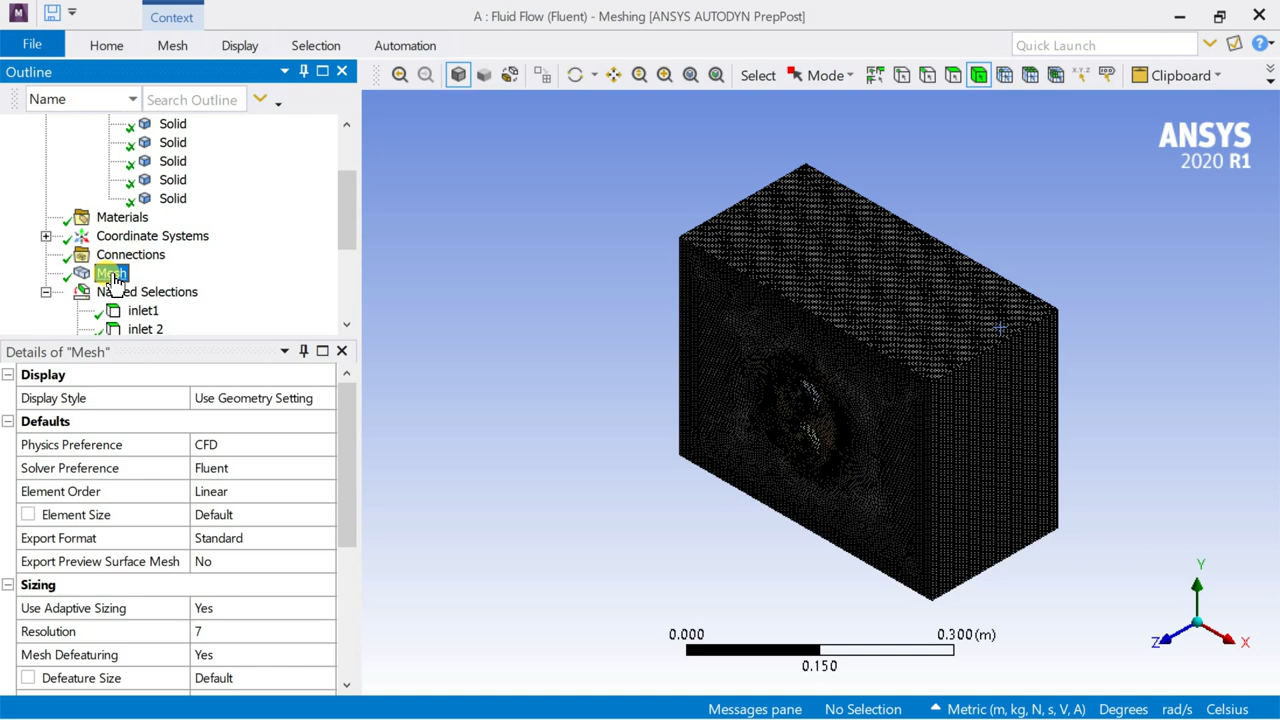 Context
A : Fluid Flow (Fluent) - Meshing [ANSYS AUTODYN PrepPost]
File
Home
Mesh
Display
Selection
Automation
Quick Launch
Outline
Select
Mode
Clipboard
Name
Search Outline
Solid
Solid
Solid
Solid
Solid
Materials
Coordinate Systems
Connections
Mesh
Named Selections
inlet1
inlet 2
Details of "Mesh"
Display
Display Style Use Geometry Setting
Defaults
Physics Preference CFD
Solver Preference Fluent
Element Order Linear
Element Size Default
Export Format Standard
Export Preview Surface Mesh No
Sizing
Use Adaptive Sizing Yes
Resolution 7
Mesh Defeaturing Yes
Defeature Size Default
ANSYS
2020 R1
0.000 0.300 (m)
0.150
Y
Z
X
Messages pane No Selection Metric (m, kg, N, s, V, A) Degrees rad/s Celsius